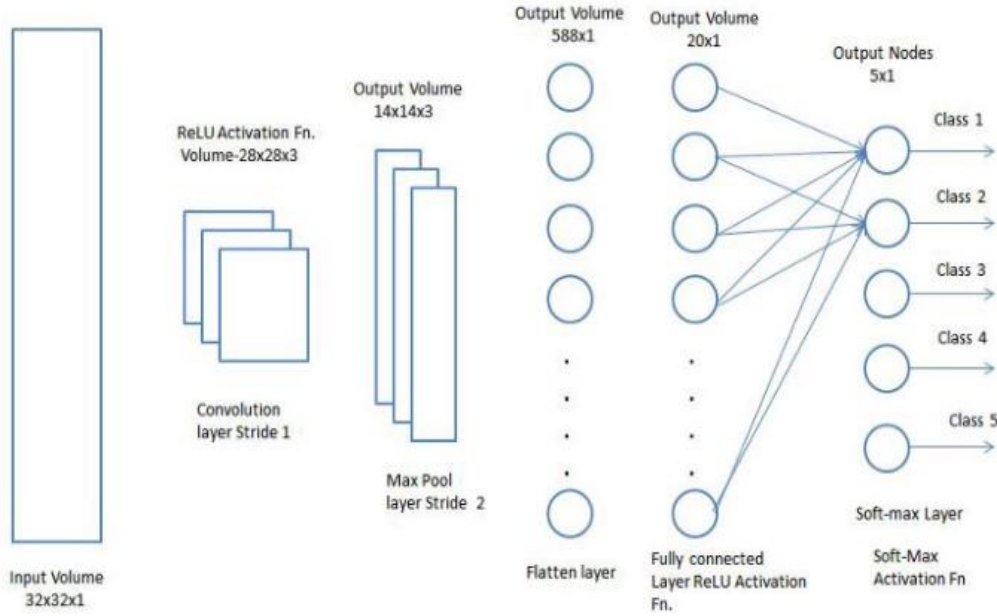 Input Volume
32x32x1
ReLU Activation Fn.
Volume-28x28x3
Convolution
layer Stride 1
Output Volume
14x14x3
Max Pool
layer Stride 2
Output Volume
588x1
Flatten layer
Output Volume
20x1
Fully connected
Layer ReLU Activation
Fn.
Output Nodes
5x1
Class 1
Class 2
Class 3
Class 4
Class 5
Soft-max Layer
Soft-Max
Activation Fn